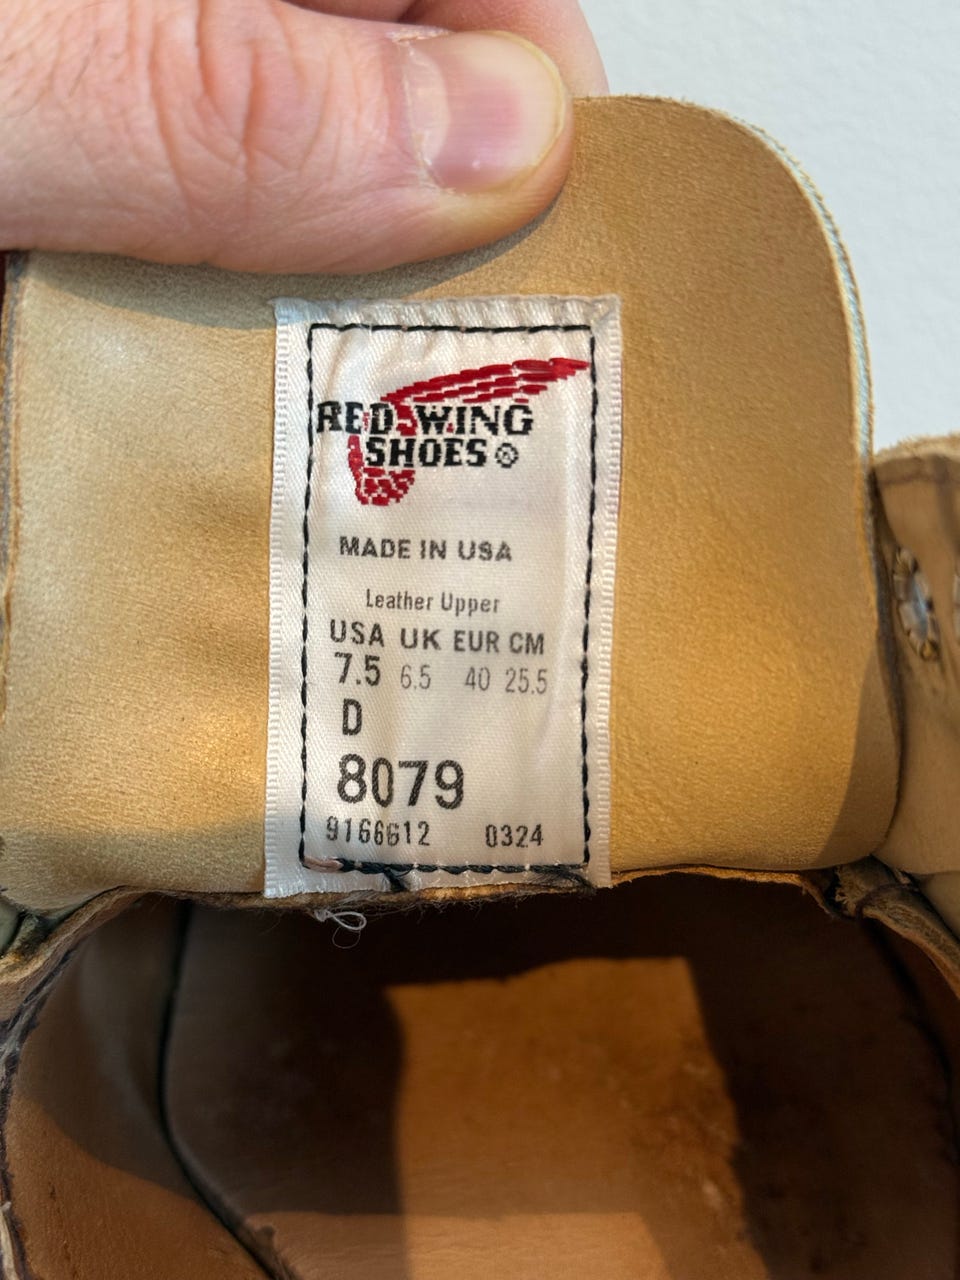 RED WING
SHOES ®
MADE IN USA
Leather Upper
USA UK EUR CM
7.5 6.5 40 25.5
D
8079
9166612 0324